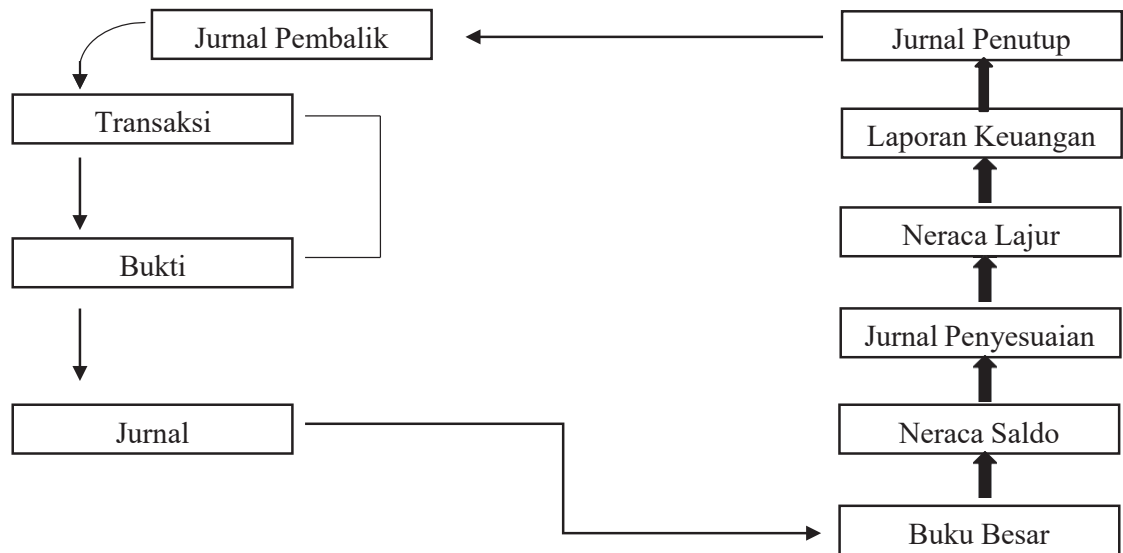 Jurnal Pembalik
Jurnal Penutup
Transaksi
Laporan Keuangan
Neraca Lajur
Bukti
Jurnal Penyesuaian
Jurnal
Neraca Saldo
Buku Besar